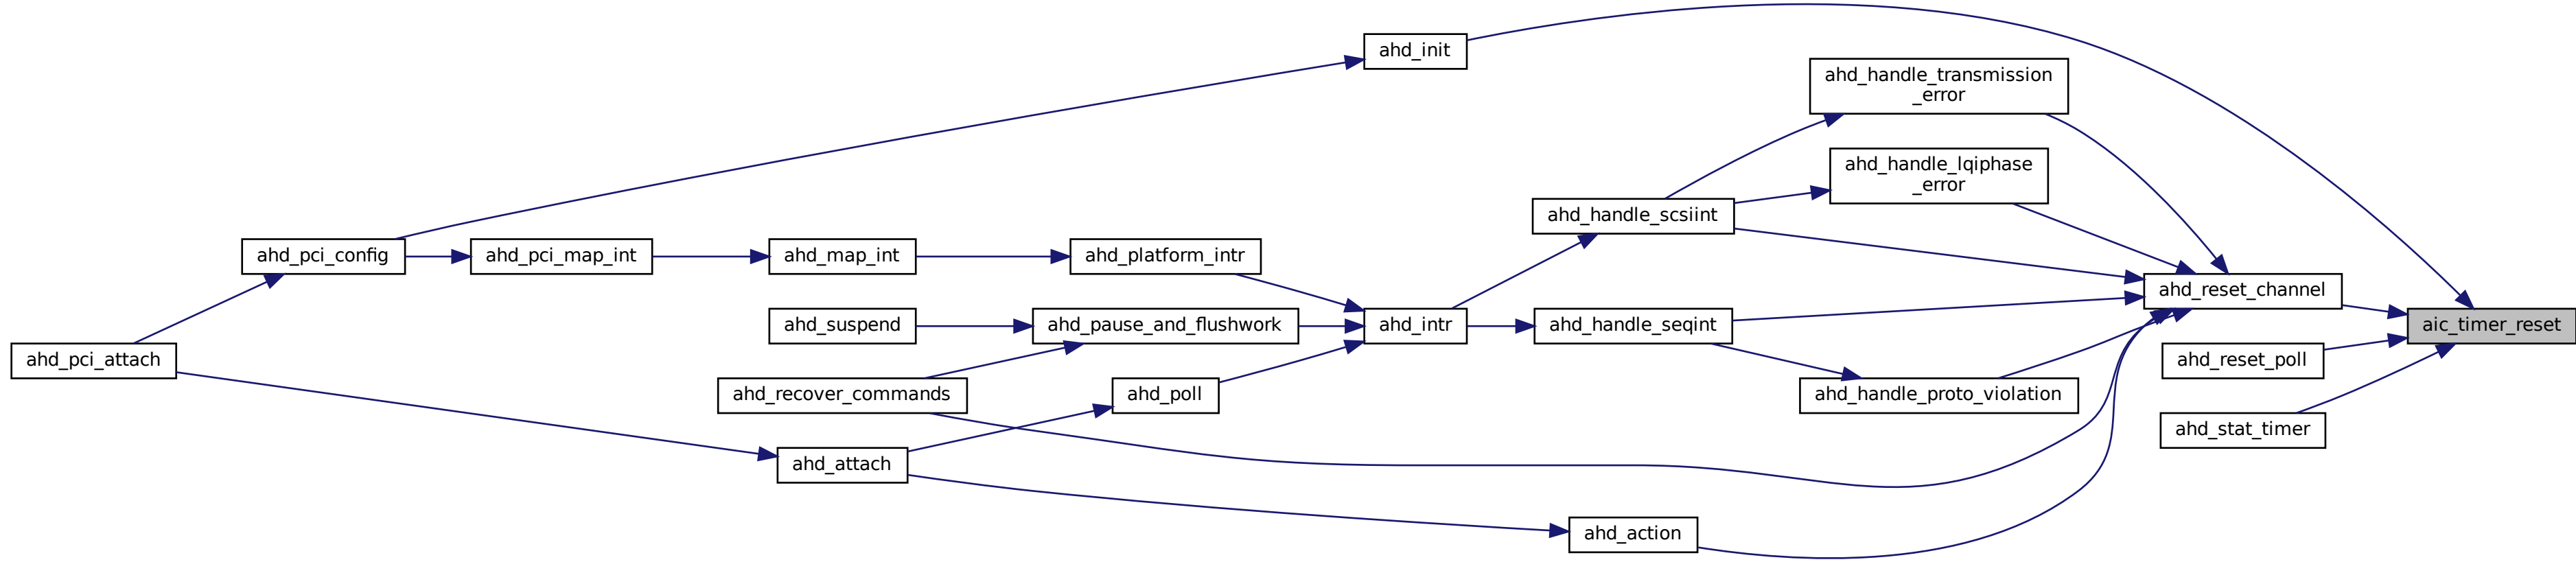 ahd_init
ahd_handle_transmission
_error
ahd_handle_lqiphase
_error
ahd_handle_scsiint
ahd_pci_config
ahd_pci_map_int
ahd_map_int
ahd_platform_intr
ahd_reset_channel
ahd_suspend
ahd_pause_and_flushwork
ahd_intr
ahd_handle_seqint
aic_timer_reset
ahd_pci_attach
ahd_reset_poll
ahd_recover_commands
ahd_poll
ahd_handle_proto_violation
ahd_stat_timer
ahd_attach
ahd_action